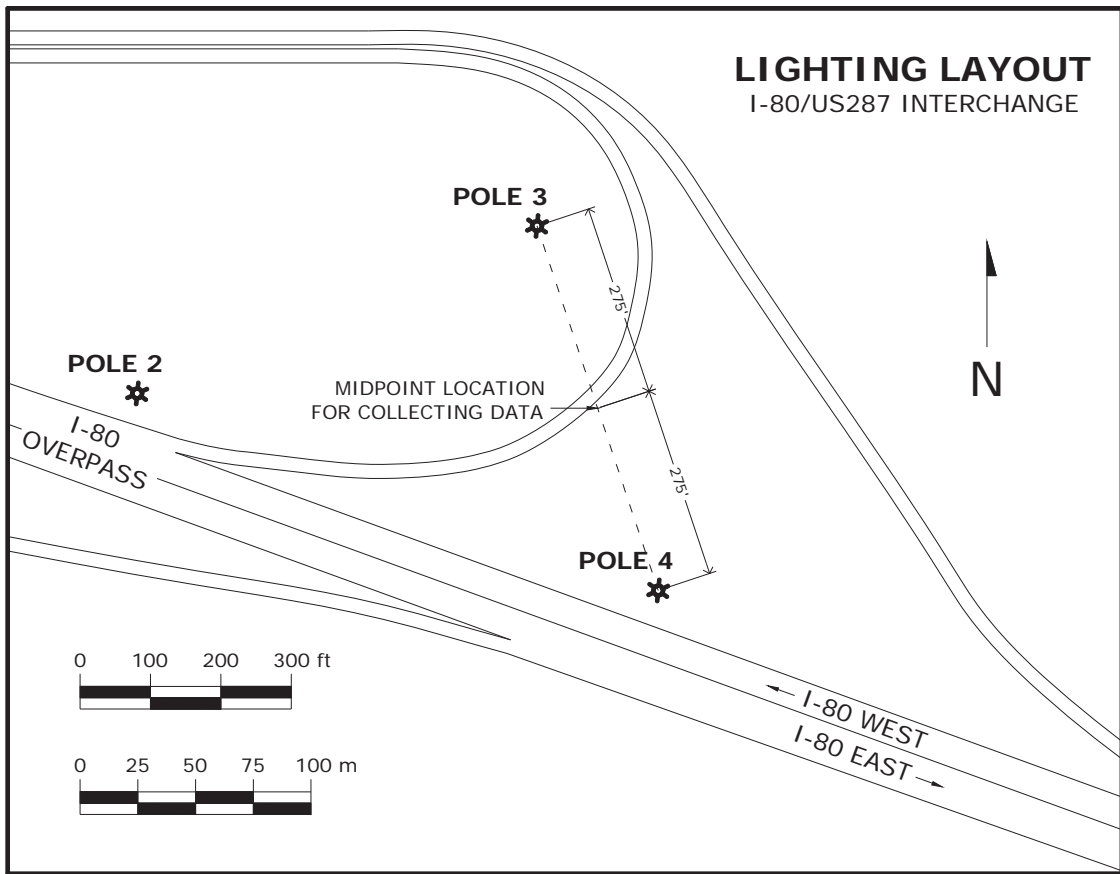 LIGHTING LAYOUT
I-80/US287 INTERCHANGE
POLE 3
275'
N
POLE 2
MIDPOINT LOCATION
FOR COLLECTING DATA
I-80
OVERPASS
275'
POLE 4
0 100 200 300 ft
I-80 WEST
I-80 EAST
0 25 50 75 100 m